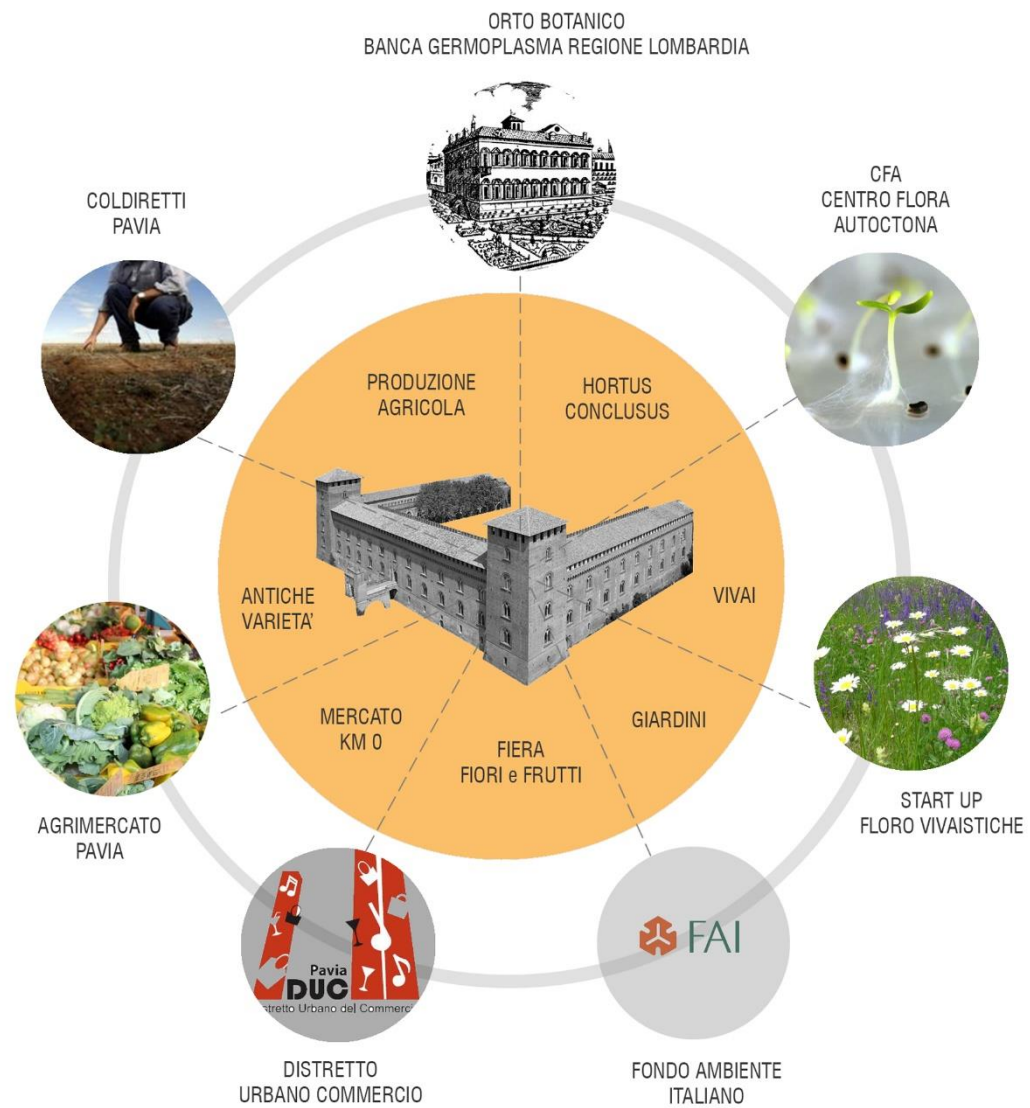 ORTO BOTANICO
BANCA GERMOPLASMA REGIONE LOMBARDIA
COLDIRETTI
PAVIA
CFA
CENTRO FLORA
AUTOCTONA
PRODUZIONE
AGRICOLA
HORTUS
CONCLUSUS
ANTICHE
VARIETA'
VIVAI
MERCATO
KM 0
FIERA
FIORI e FRUTTI
GIARDINI
AGRIMERCATO
PAVIA
START UP
FLORO VIVAISTICHE
Pavia
DUC
Urbano del
FAI
DISTRETTO
URBANO COMMERCIO
FONDO AMBIENTE
ITALIANO